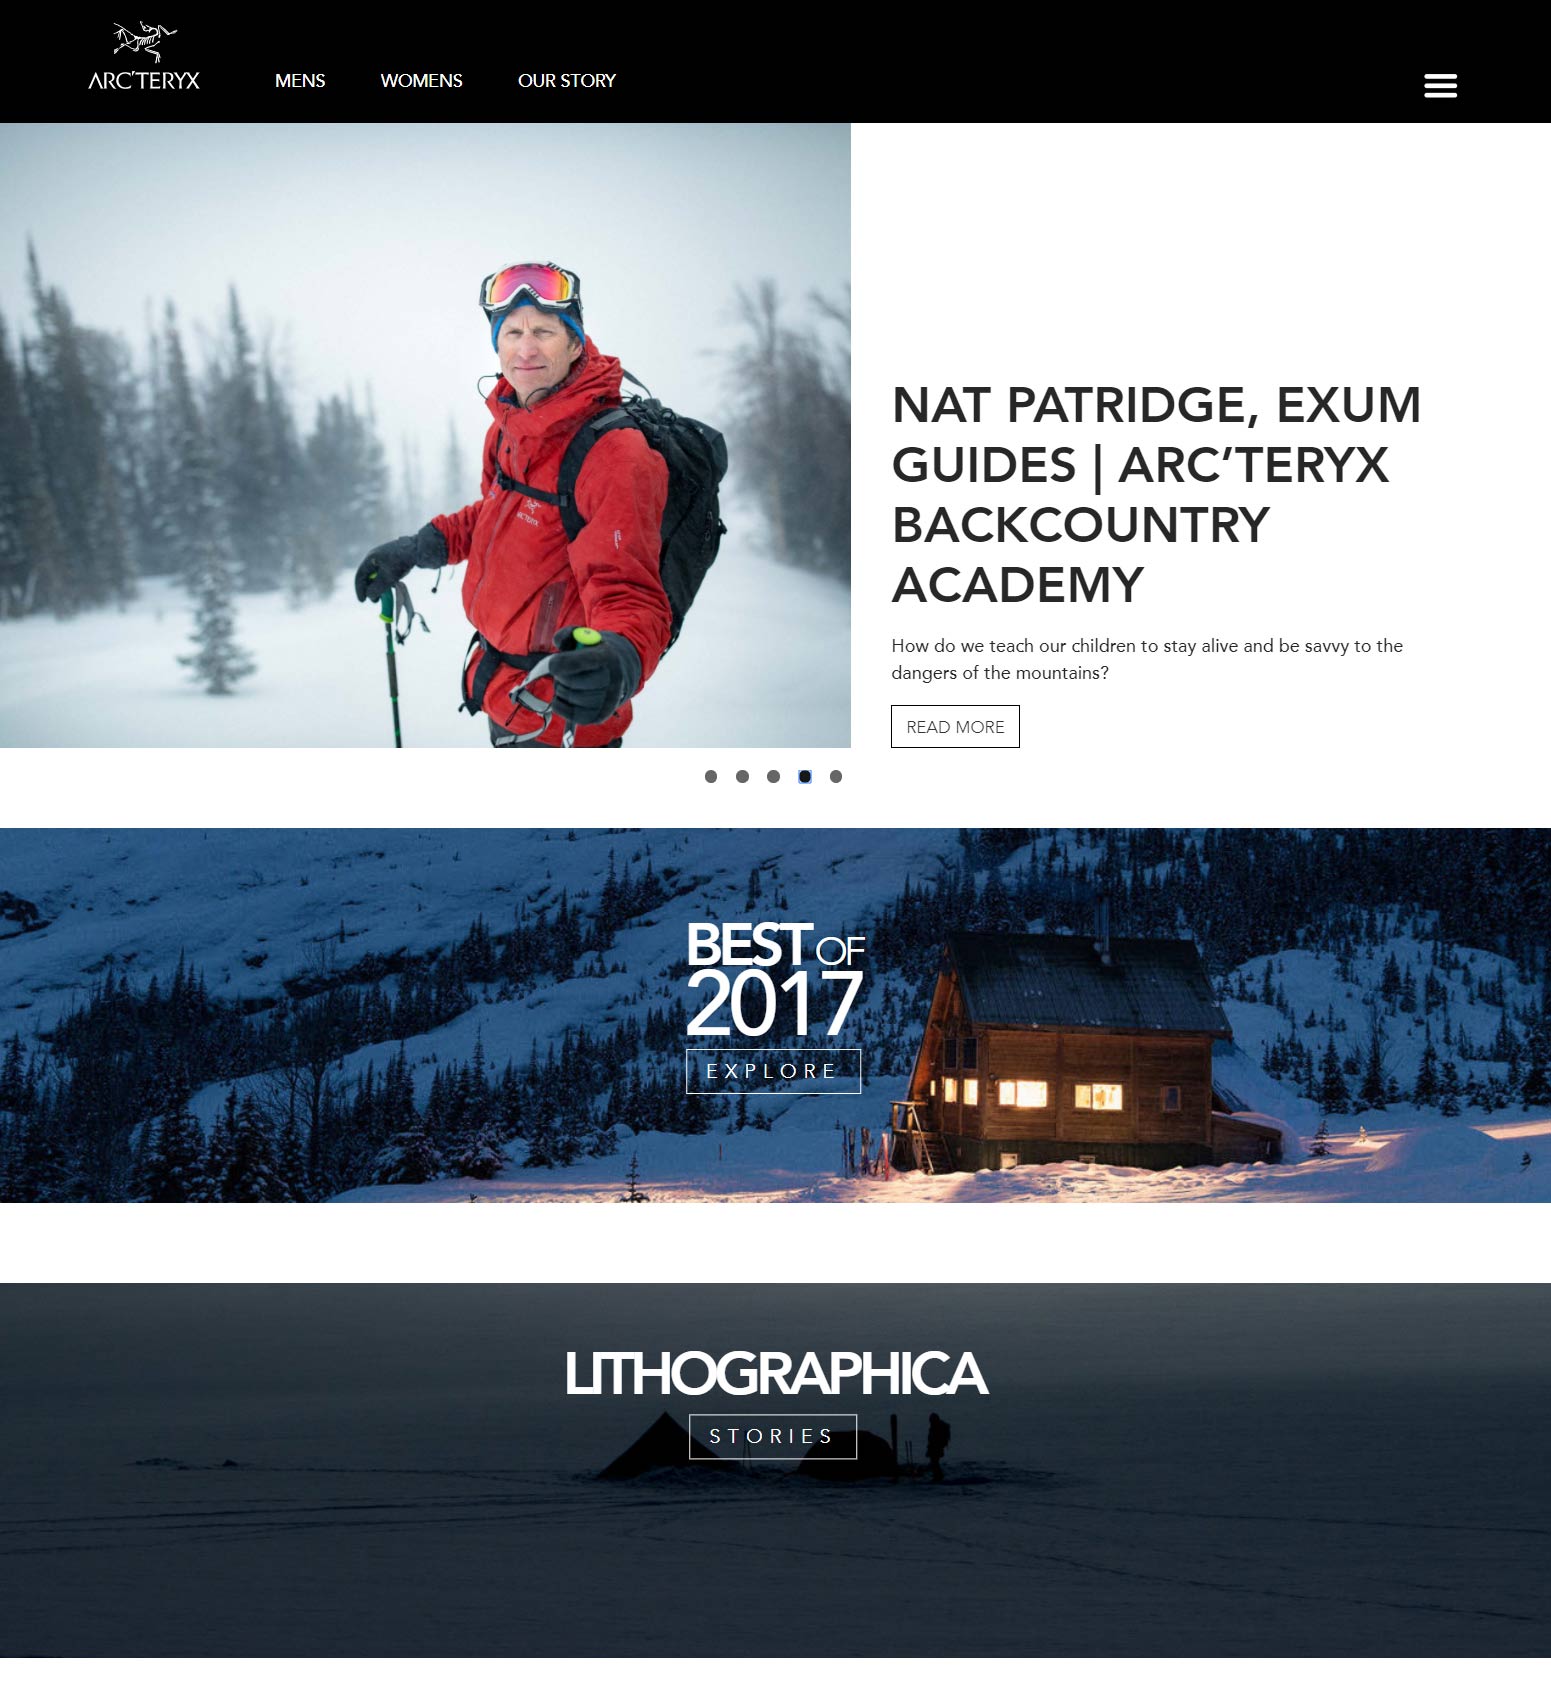 ARC'TERYX
MENS
WOMENS
OUR STORY
ARC'TERYX
NAT PATRIDGE, EXUM
GUIDES | ARC’TERYX
BACKCOUNTRY
ACADEMY
How do we teach our children to stay alive and be savvy to the
dangers of the mountains?
READ MORE
BEST OF
2017
EXPLORE
LITHOGRAPHICA
STORIES